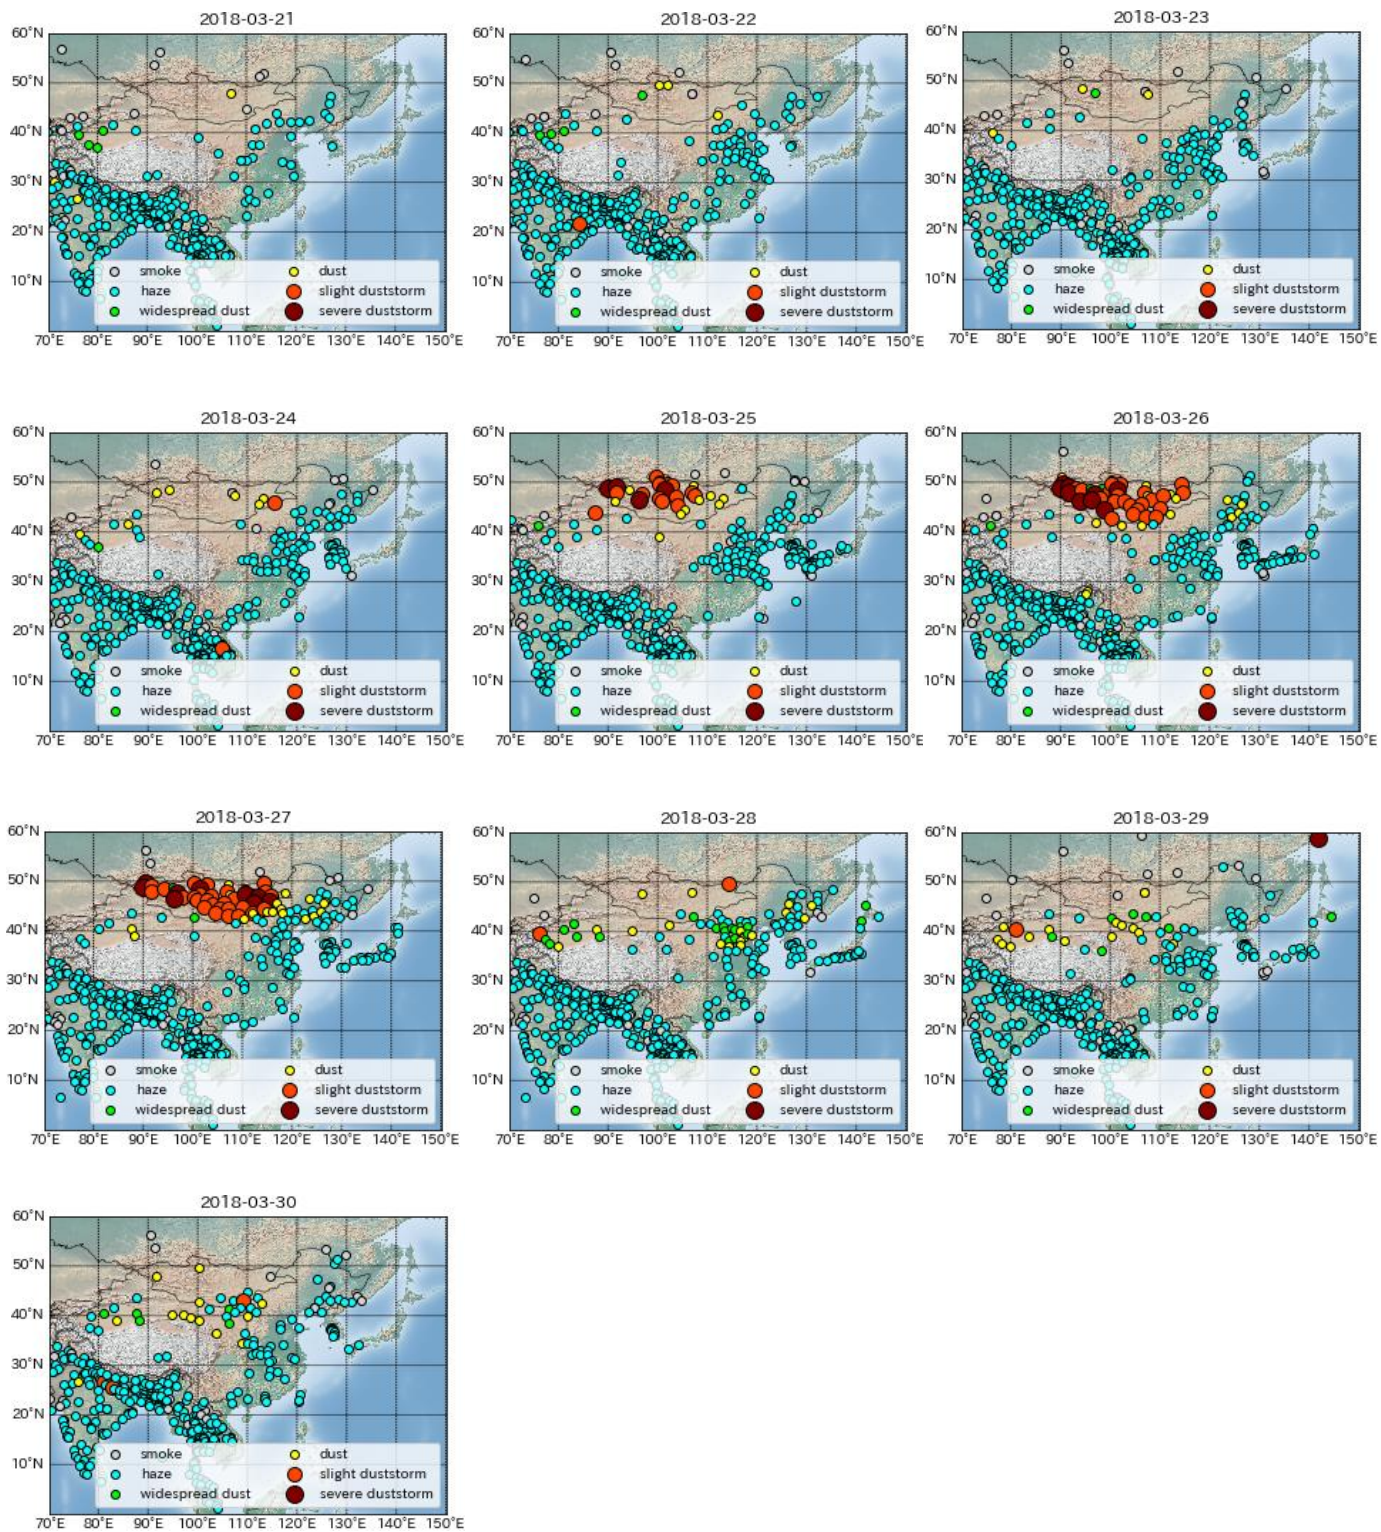 2018-03-21
60°N
50°N
40°N
30°N
20°N
10°N
smoke dust
haze slight duststorm
widespread dust severe duststorm
70°E 80°E 90°E 100°E 110°E 120°E 130°E 140°E 150°E
2018-03-22
60°N
50°N
40°N
30°N
20°N
10°N
smoke dust
haze slight duststorm
widespread dust severe duststorm
70°E 80°E 90°E 100°E 110°E 120°E 130°E 140°E 150°E
2018-03-23
60°N
50°N
40°N
30°N
20°N
10°N
smoke dust
haze slight duststorm
widespread dust severe duststorm
70°E 80°E 90°E 100°E 110°E 120°E 130°E 140°E 150°E
2018-03-24
60°N
50°N
40°N
30°N
20°N
10°N
smoke dust
haze slight duststorm
widespread dust severe duststorm
70°E 80°E 90°E 100°E 110°E 120°E 130°E 140°E 150°E
2018-03-25
60°N
50°N
40°N
30°N
20°N
10°N
smoke dust
haze slight duststorm
widespread dust severe duststorm
70°E 80°E 90°E 100°E 110°E 120°E 130°E 140°E 150°E
2018-03-26
60°N
50°N
40°N
30°N
20°N
10°N
smoke dust
haze slight duststorm
widespread dust severe duststorm
70°E 80°E 90°E 100°E 110°E 120°E 130°E 140°E 150°E
2018-03-27
60°N
50°N
40°N
30°N
20°N
10°N
smoke dust
haze slight duststorm
widespread dust severe duststorm
70°E 80°E 90°E 100°E 110°E 120°E 130°E 140°E 150°E
2018-03-28
60°N
50°N
40°N
30°N
20°N
10°N
smoke dust
haze slight duststorm
widespread dust severe duststorm
70°E 80°E 90°E 100°E 110°E 120°E 130°E 140°E 150°E
2018-03-29
60°N
50°N
40°N
30°N
20°N
10°N
smoke dust
haze slight duststorm
widespread dust severe duststorm
70°E 80°E 90°E 100°E 110°E 120°E 130°E 140°E 150°E
2018-03-30
60°N
50°N
40°N
30°N
20°N
10°N
smoke dust
haze slight duststorm
widespread dust severe duststorm
70°E 80°E 90°E 100°E 110°E 120°E 130°E 140°E 150°E